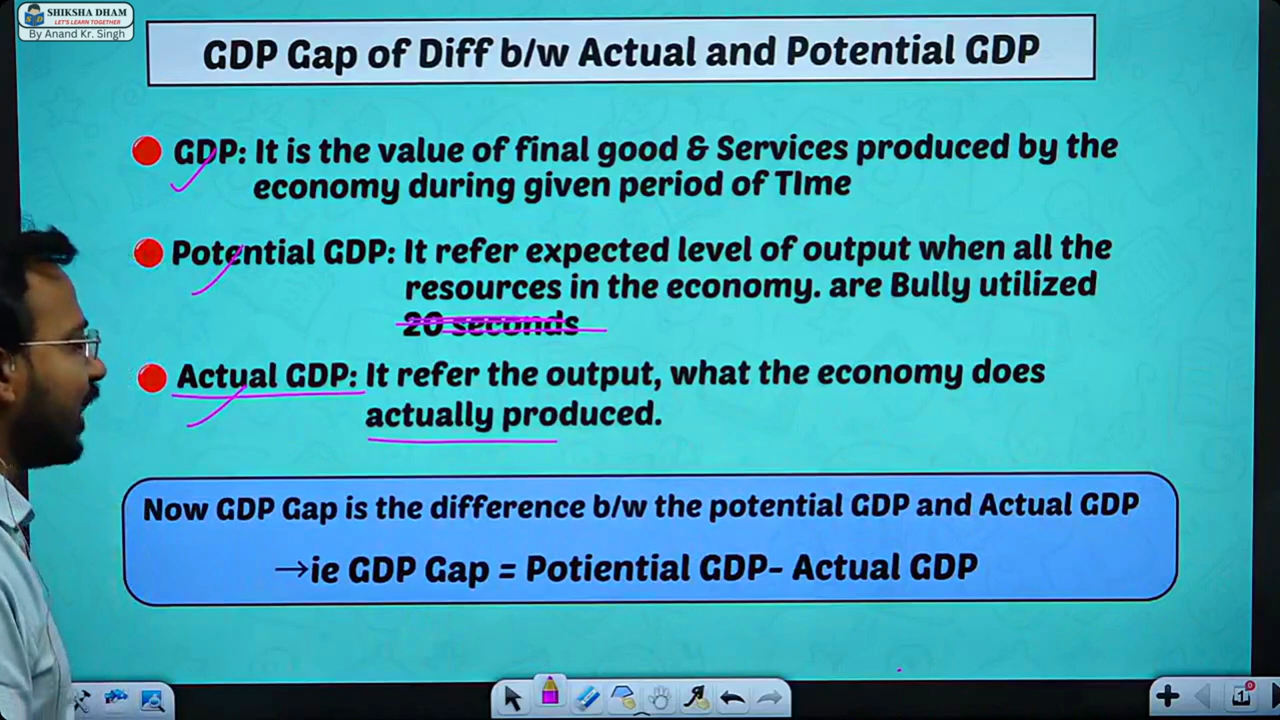 SHIKSHA DHAM
LET'S LEARN TOGETHER
By Anand Kr. Singh
GDP Gap of Diff b/w Actual and Potential GDP
GDP: It is the value of final good & Services produced by the
economy during given period of TIme
Potential GDP: It refer expected level of output when all the
resources in the economy. are Bully utilized
20 seconds
Actual GDP: It refer the output, what the economy does
actually produced.
Now GDP Gap is the difference b/w the potential GDP and Actual GDP
→ie GDP Gap = Potiential GDP- Actual GDP
1